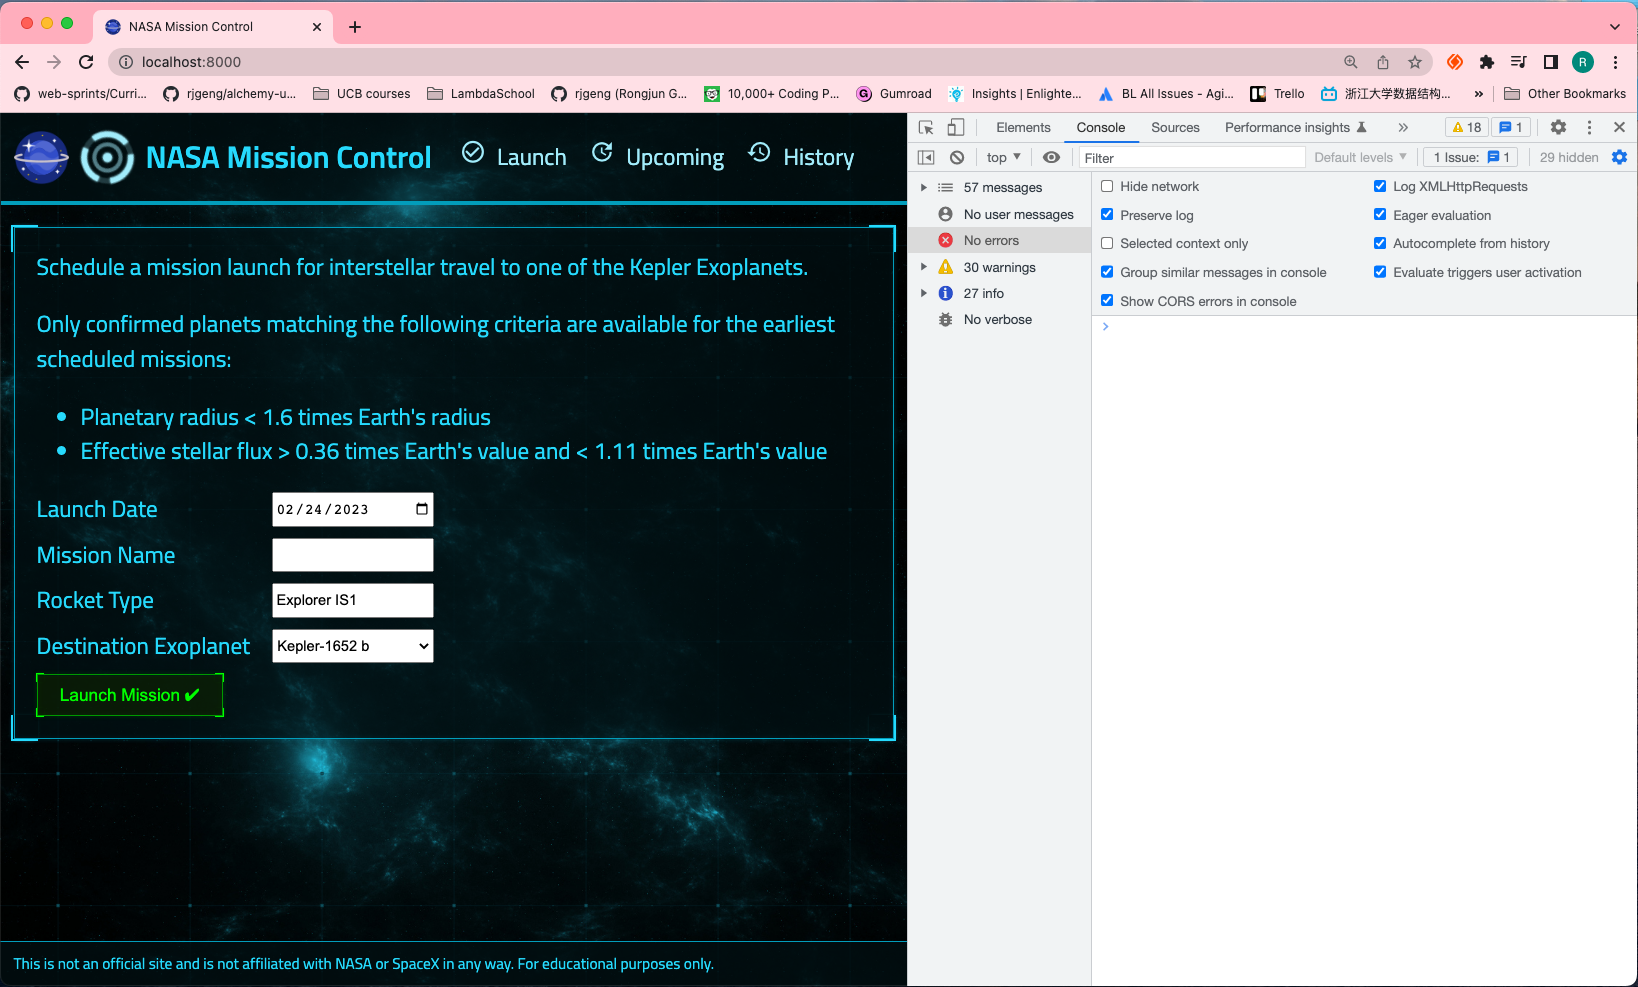 NASA Mission Control
localhost:8000
R
web-sprints/Curri...
rjgeng/alchemy-u...
UCB courses
LambdaSchool
rjgeng (Rongjun G...
10,000+ Coding P...
Gumroad
Insights | Enlighte...
BL All Issues - Agi...
Trello
浙江大学数据结构...
»
Other Bookmarks
NASA Mission Control
Launch
Upcoming
History
Schedule a mission launch for interstellar travel to one of the Kepler Exoplanets.
Only confirmed planets matching the following criteria are available for the earliest
scheduled missions:
• Planetary radius < 1.6 times Earth's radius
• Effective stellar flux > 0.36 times Earth's value and < 1.11 times Earth's value
Launch Date 02/24/2023
Mission Name
Rocket Type Explorer IS1
Destination Exoplanet Kepler-1652 b
Launch Mission ✔
This is not an official site and is not affiliated with NASA or SpaceX in any way. For educational purposes only.
Elements Console Sources Performance insights » 18 1
top Filter Default levels 1 Issue: 1 29 hidden
57 messages
No user messages
No errors
30 warnings
27 info
No verbose
Hide network
Preserve log
Selected context only
Group similar messages in console
Show CORS errors in console
Log XMLHttpRequests
Eager evaluation
Autocomplete from history
Evaluate triggers user activation